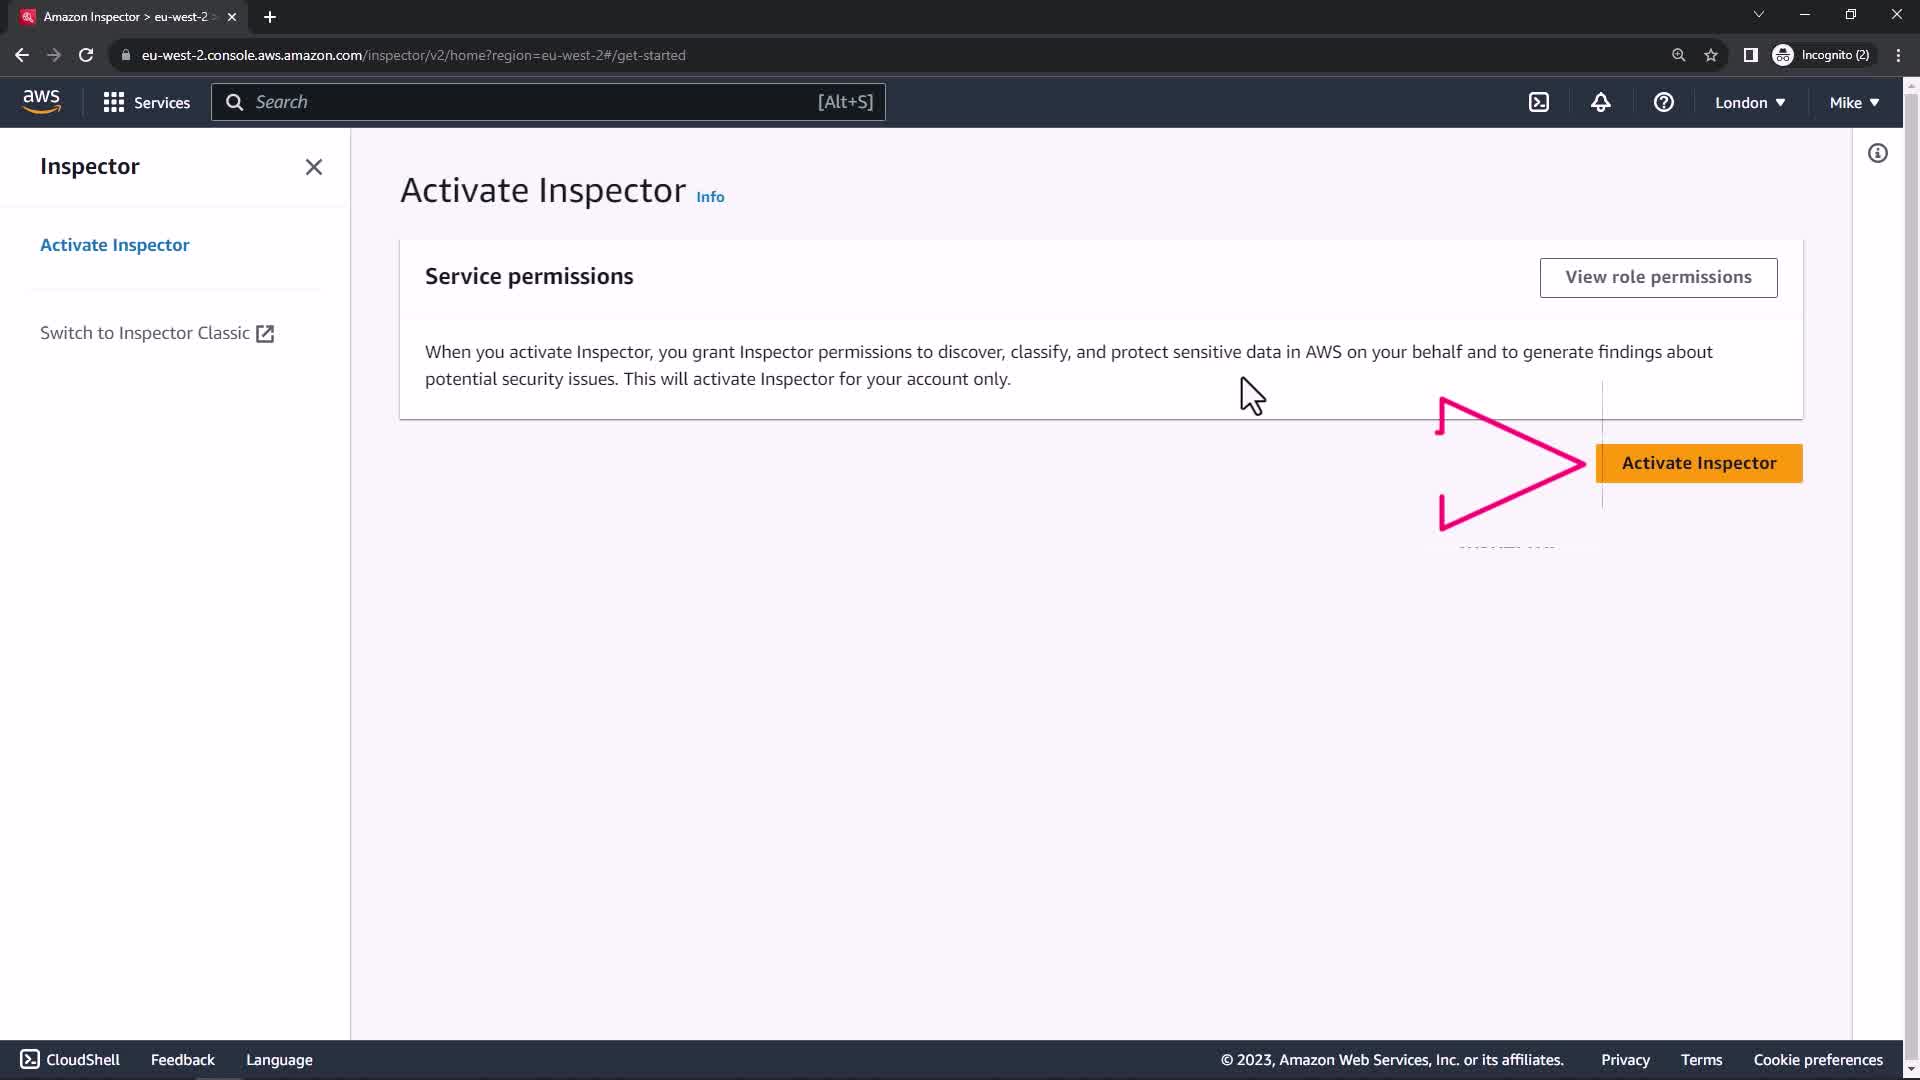 Amazon Inspector > eu-west-2 >
eu-west-2.console.aws.amazon.com/inspector/v2/home?region=eu-west-2#/get-started
Incognito (2)
aws
Services
Search
[Alt+S]
London
Mike
Inspector
Activate Inspector
Switch to Inspector Classic
Activate Inspector Info
Service permissions
View role permissions
When you activate Inspector, you grant Inspector permissions to discover, classify, and protect sensitive data in AWS on your behalf and to generate findings about
potential security issues. This will activate Inspector for your account only.
Activate Inspector
CloudShell
Feedback
Language
© 2023, Amazon Web Services, Inc. or its affiliates.
Privacy
Terms
Cookie preferences